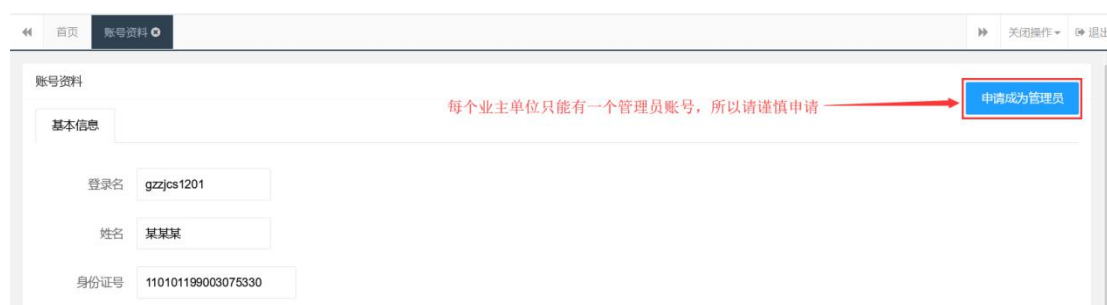 首页 账号资料 关闭操作 退出
账号资料
每个业主单位只能有一个管理员账号，所以请谨慎申请 申请成为管理员
基本信息
登录名 gzzjcs1201
姓名 某某某
身份证号 110101199003075330